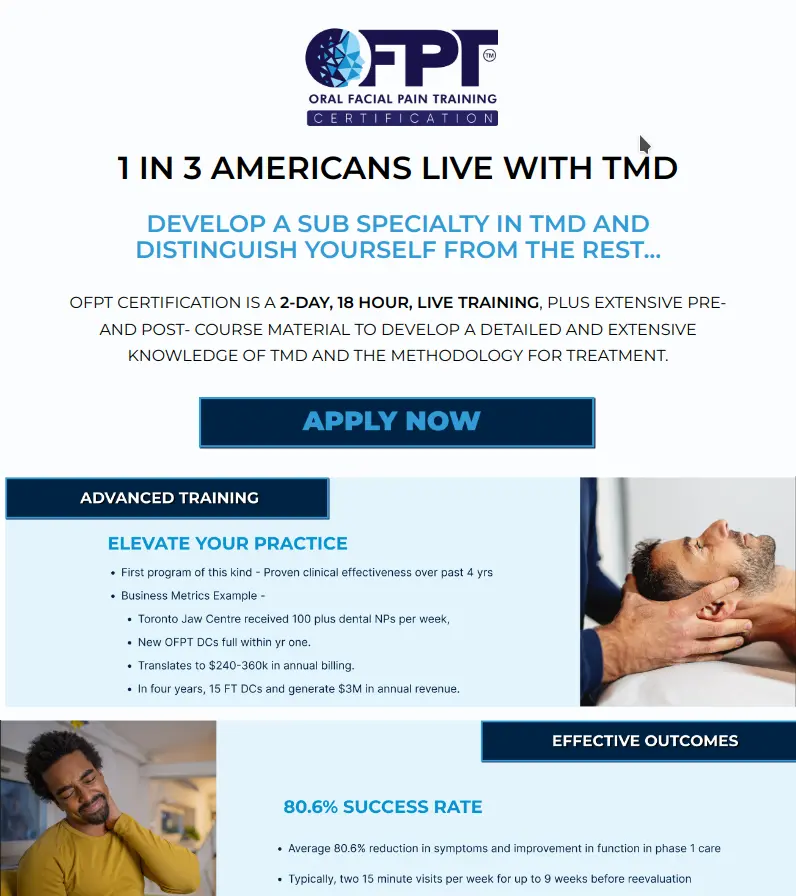 OFPT™
ORAL FACIAL PAIN TRAINING
CERTIFICATION
1 IN 3 AMERICANS LIVE WITH TMD
DEVELOP A SUB SPECIALTY IN TMD AND
DISTINGUISH YOURSELF FROM THE REST...
OFPT CERTIFICATION IS A 2-DAY, 18 HOUR, LIVE TRAINING, PLUS EXTENSIVE PRE-
AND POST- COURSE MATERIAL TO DEVELOP A DETAILED AND EXTENSIVE
KNOWLEDGE OF TMD AND THE METHODOLOGY FOR TREATMENT.
APPLY NOW
ADVANCED TRAINING
ELEVATE YOUR PRACTICE
• First program of this kind - Proven clinical effectiveness over past 4 yrs
• Business Metrics Example -
• Toronto Jaw Centre received 100 plus dental NPs per week,
• New OFPT DCs full within yr one.
• Translates to $240-360k in annual billing.
• In four years, 15 FT DCs and generate $3M in annual revenue.
EFFECTIVE OUTCOMES
80.6% SUCCESS RATE
• Average 80.6% reduction in symptoms and improvement in function in phase 1 care
• Typically, two 15 minute visits per week for up to 9 weeks before reevaluation